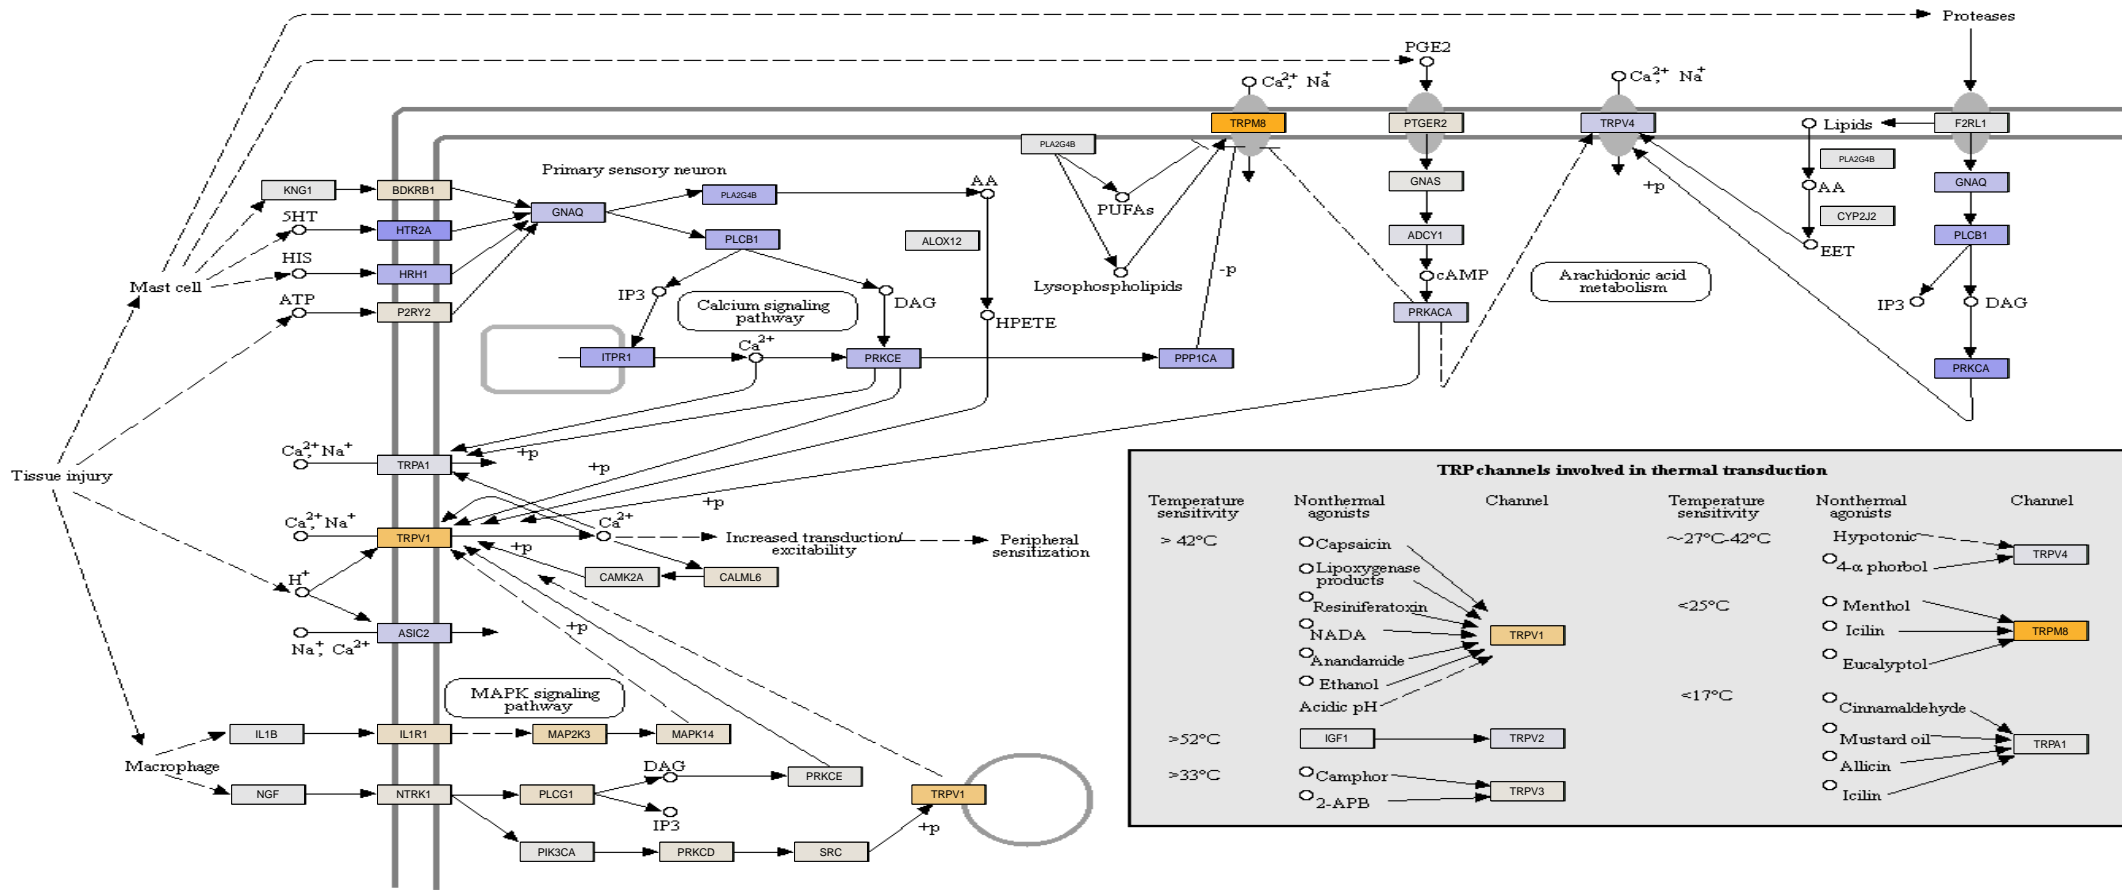 Proteases
PGE2
Ca2+, Na+
Ca2+, Na+
TRPM8
PTGER2
TRPV4
Lipids
F2RL1
PLA2G4B
PLA2G4B
Primary sensory neuron
KNG1
BDKRB1
PLA2G4B
AA
PUFAs
GNAS
+p
AA
GNAQ
5HT
GNAQ
HTR2A
PLCB1
ALOX12
ADCY1
CYP2J2
PLCB1
EET
HIS
HRH1
-p
cAMP
Mast cell
Lysophospholipids
Arachidonic acid
metabolism
ATP
IP3
DAG
IP3
DAG
P2RY2
Calcium signaling
pathway
HPETE
PRKACA
Ca2+
ITPR1
PRKCE
PPP1CA
PRKCA
Ca2+, Na+
TRPA1
+p
+p
Tissue injury
+p
Ca2+, Na+
TRPV1
Ca2+
Increased transduction/
excitability
Peripheral
sensitization
+p
CAMK2A
CALML6
H+
ASIC2
Na+, Ca2+
+p
MAPK signaling
pathway
IL1B
IL1R1
MAP2K3
MAPK14
Macrophage
DAG
PRKCE
NGF
NTRK1
PLCG1
TRPV1
IP3
+p
PIK3CA
PRKCD
SRC
TRP channels involved in thermal transduction
Temperature
sensitivity
Nonthermal
agonists
Channel
Temperature
sensitivity
Nonthermal
agonists
Channel
> 42°C
Capsaicin
Lipoxygenase
products
Resiniferatoxin
NADA
Anandamide
Ethanol
Acidic pH
TRPV1
>52°C
IGF1
TRPV2
>33°C
Camphor
2-APB
TRPV3
~27°C-42°C
Hypotonic
4-α phorbol
TRPV4
<25°C
Menthol
Icilin
Eucalyptol
TRPM8
<17°C
Cinnamaldehyde
Mustard oil
Allicin
Icilin
TRPA1